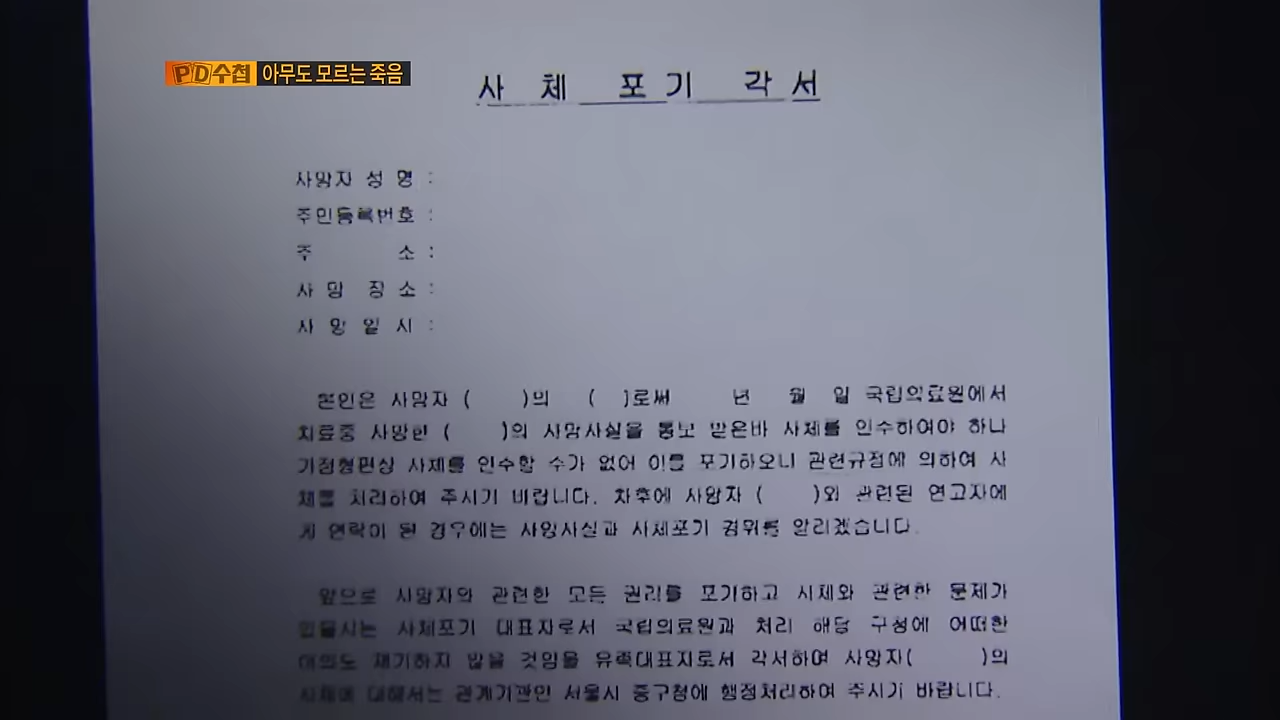 PD수첩 아무도 모르는 죽음
사 체 포 기 각 서
사망자 성 명 :
주민등록번호 :
주 소 :
사 망 장 소 :
사 망 일 시 :
본인은 사망자 ( )의 ( )로써 년 월 일 국립의료원에서
치료중 사망한 ( )의 사망사실을 통보 받은바 사체를 인수하여야 하나
가정형편상 사체를 인수할 수가 없어 이를 포기하오니 관련규정에 의하여 사
체를 처리하여 주시기 바랍니다. 차후에 사망자 ( )와 관련된 연고자에
게 연락이 된 경우에는 사망사실과 사체포기 경위를 알리겠습니다.
앞으로 사망자와 관련한 모든 권리를 포기하고 시체와 관련한 문제가
있을시는 사체포기 대표자로서 국립의료원과 처리 해당 구청에 어떠한
이의도 제기하지 않을 것임을 유족대표자로서 각서하며 사망자( )의
사체에 대해서는 관계기관인 서울시 중구청에 행정처리하여 주시기 바랍니다.